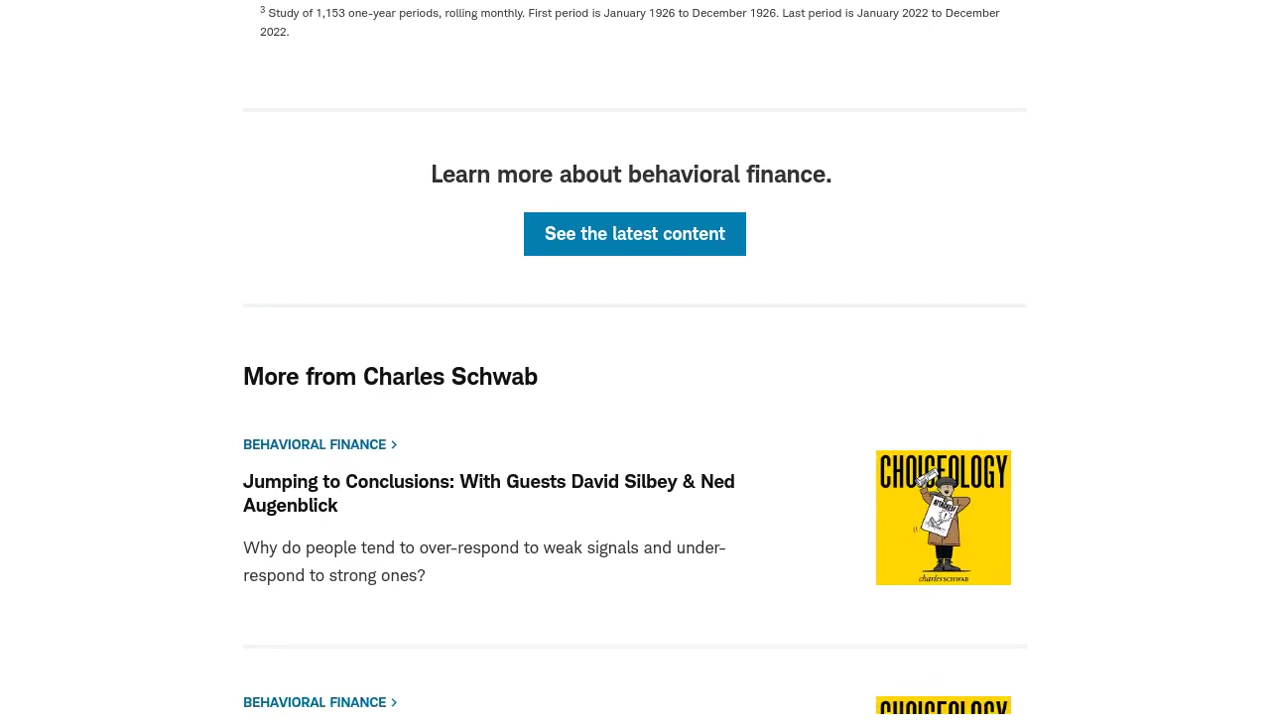 3 Study of 1,153 one-year periods, rolling monthly. First period is January 1926 to December 1926. Last period is January 2022 to December
2022.
Learn more about behavioral finance.
See the latest content
More from Charles Schwab
BEHAVIORAL FINANCE >
Jumping to Conclusions: With Guests David Silbey & Ned
Augenblick
Why do people tend to over-respond to weak signals and under-
respond to strong ones?
CHOICEOLOGY
charles SCHWAB
BEHAVIORAL FINANCE >
CHOICEOLOGY